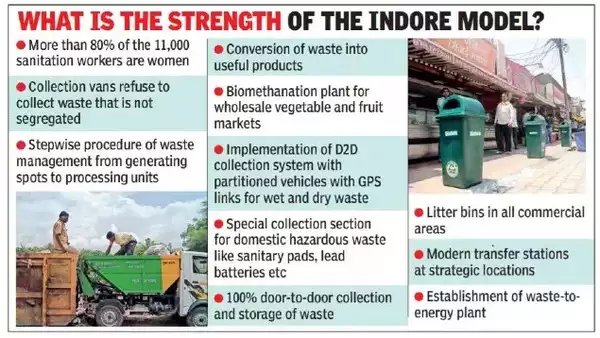 WHAT IS THE STRENGTH OF THE INDORE MODEL?
● More than 80% of the 11,000
sanitation workers are women
● Collection vans refuse to
collect waste that is not
segregated
● Stepwise procedure of waste
management from generating
spots to processing units
● Conversion of waste into
useful products
● Biomethanation plant for
wholesale vegetable and fruit
markets
● Implementation of D2D
collection system with
partitioned vehicles with GPS
links for wet and dry waste
● Special collection section
for domestic hazardous waste
like sanitary pads, lead
batteries etc
● 100% door-to-door collection
and storage of waste
● Litter bins in all commercial
areas
● Modern transfer stations
at strategic locations
● Establishment of waste-to-
energy plant